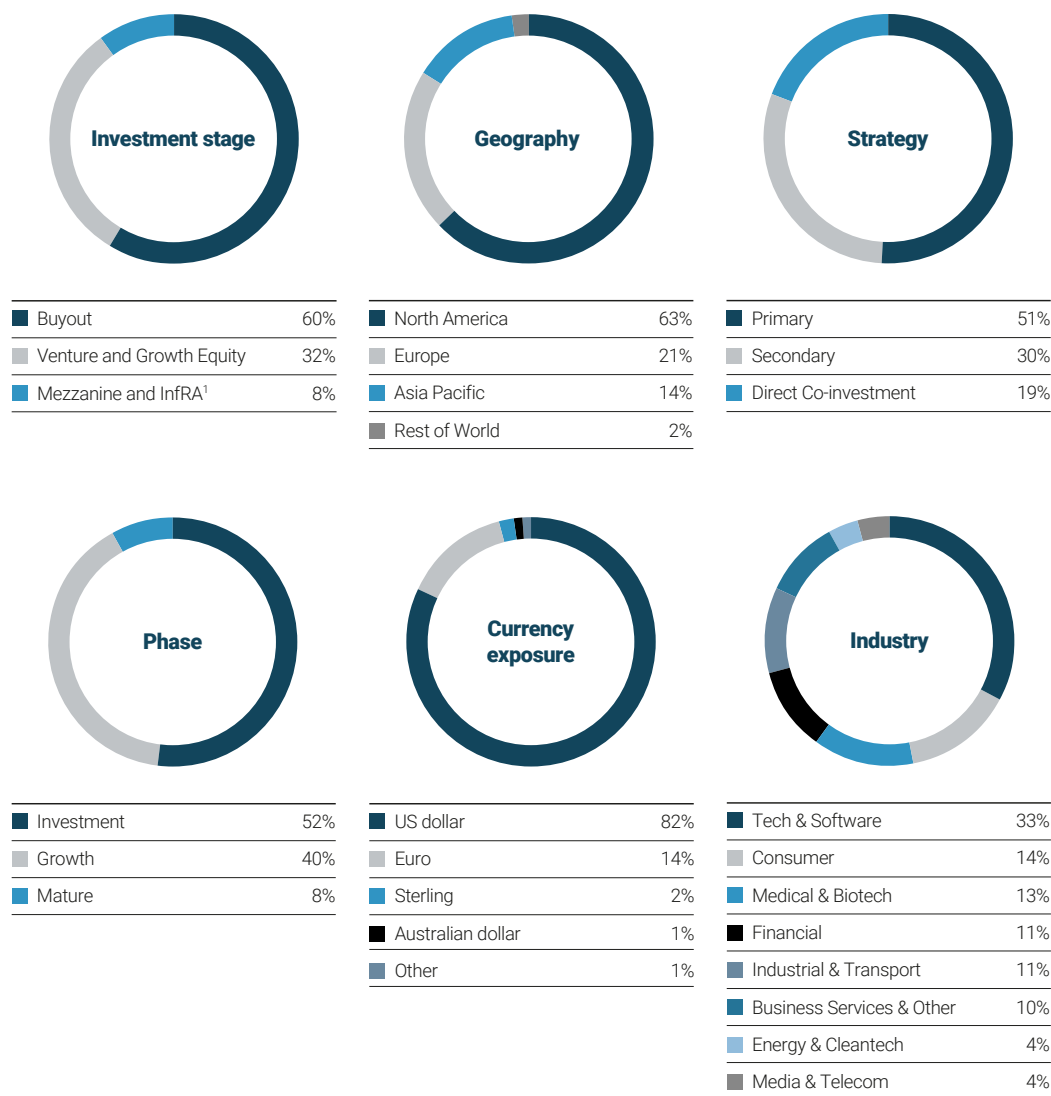 Investment stage
Buyout 60%
Venture and Growth Equity 32%
Mezzanine and InfRA¹ 8%
Geography
North America 63%
Europe 21%
Asia Pacific 14%
Rest of World 2%
Strategy
Primary 51%
Secondary 30%
Direct Co-investment 19%
Phase
Investment 52%
Growth 40%
Mature 8%
Currency
exposure
US dollar 82%
Euro 14%
Sterling 2%
Australian dollar 1%
Other 1%
Industry
Tech & Software 33%
Consumer 14%
Medical & Biotech 13%
Financial 11%
Industrial & Transport 11%
Business Services & Other 10%
Energy & Cleantech 4%
Media & Telecom 4%